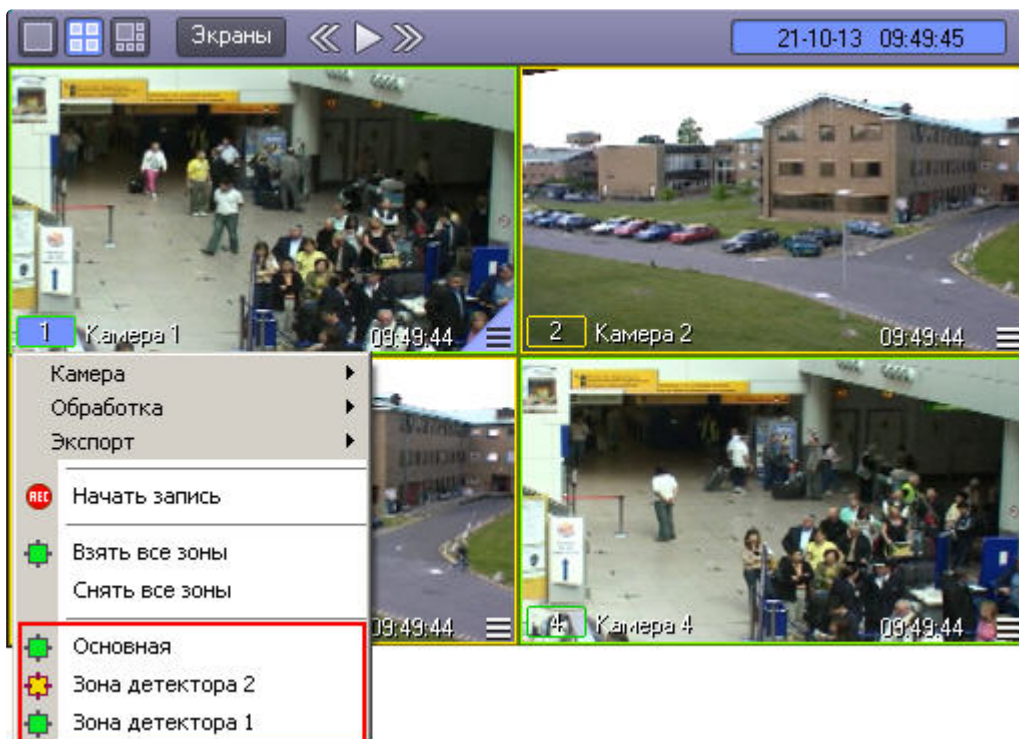 Экраны
21-10-13 09:49:45
1 Камера 1 09:49:44
2 Камера 2 09:49:44
Камера
Обработка
Экспорт
REC Начать запись
Взять все зоны
Снять все зоны
09:49:44
4 Камера 4 09:49:44
Основная
Зона детектора 2
Зона детектора 1